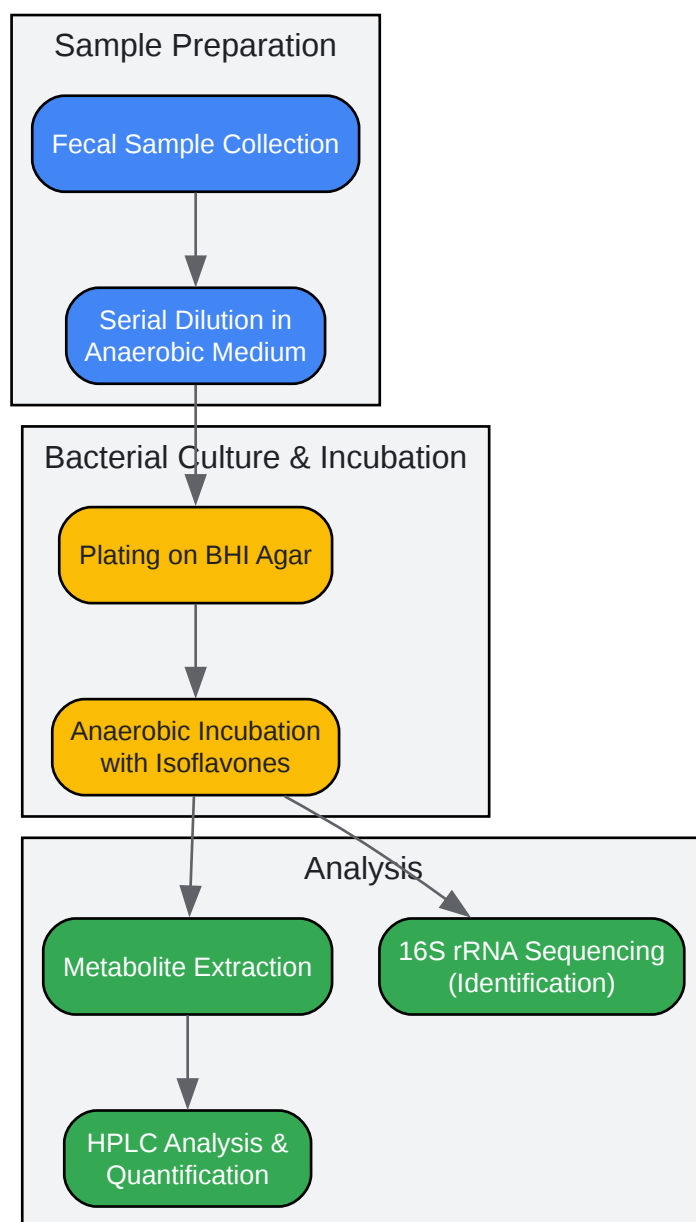 Sample Preparation
Fecal Sample Collection
Serial Dilution in
Anaerobic Medium
Bacterial Culture & Incubation
Plating on BHI Agar
Anaerobic Incubation
with Isoflavones
Analysis
Metabolite Extraction
16S rRNA Sequencing
(Identification)
HPLC Analysis &
Quantification